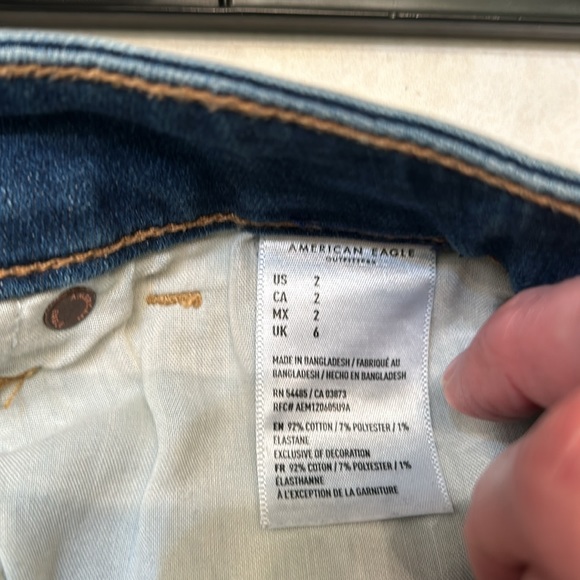 AMERICAN EAGLE
OUTFITTERS
US 2
CA 2
MX 2
UK 6
MADE IN BANGLADESH / FABRIQUÉ AU
BANGLADESH / HECHO EN BANGLADESH
RN 54485 / CA 03873
RFC# AEM120605U9A
EN 92% COTTON / 7% POLYESTER / 1%
ELASTANE
EXCLUSIVE OF DECORATION
FR 92% COTON / 7% POLYESTER / 1%
ÉLASTHANNE
À L'EXCEPTION DE LA GARNITURE